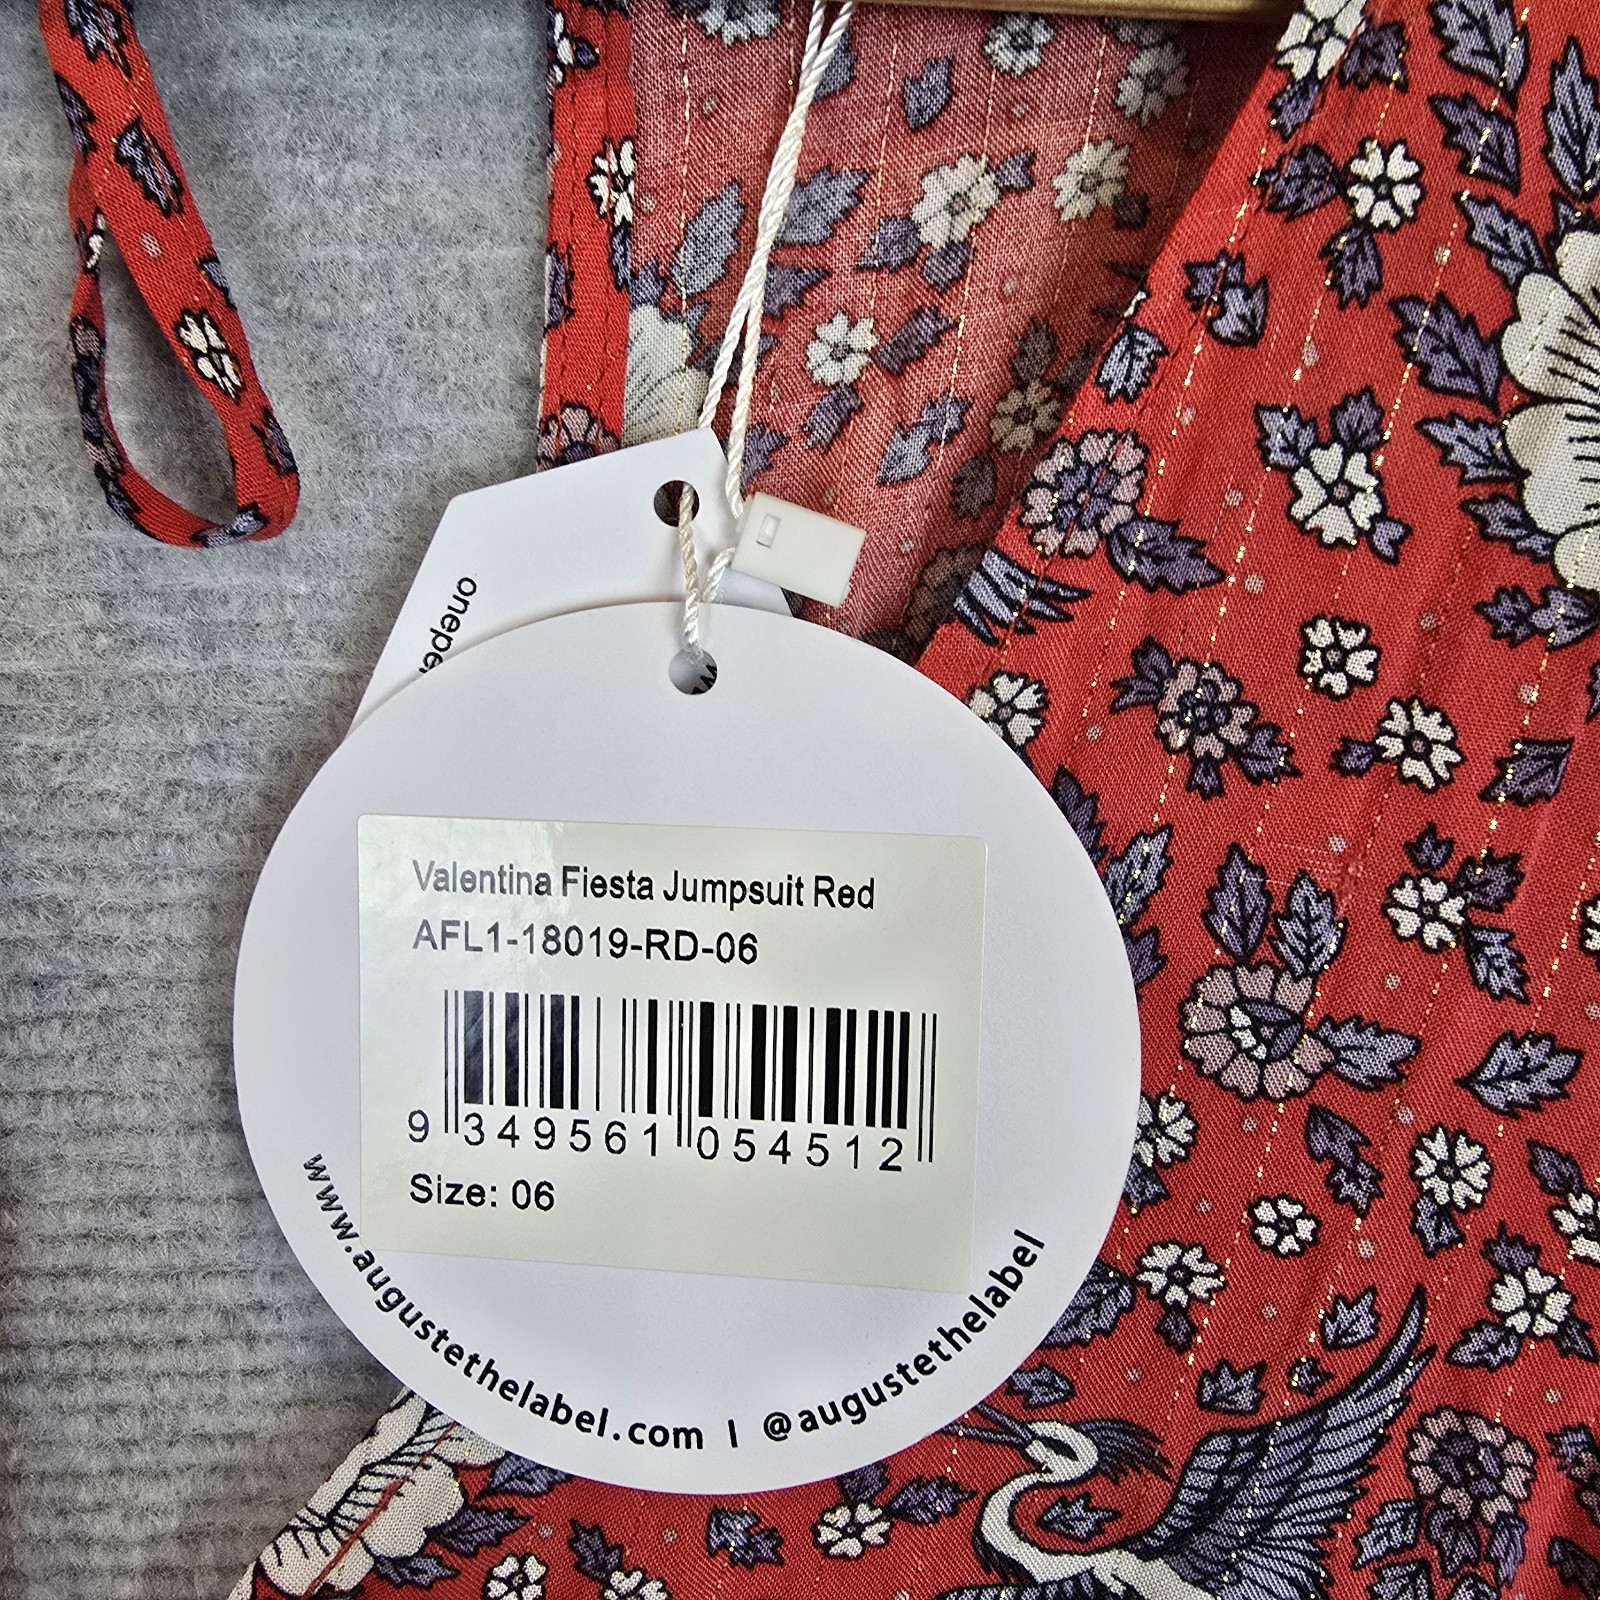 Valentina Fiesta Jumpsuit Red
AFL1-18019-RD-06
9 349561 054512
Size: 06
www.augustethelabel.com | @augustethelabel